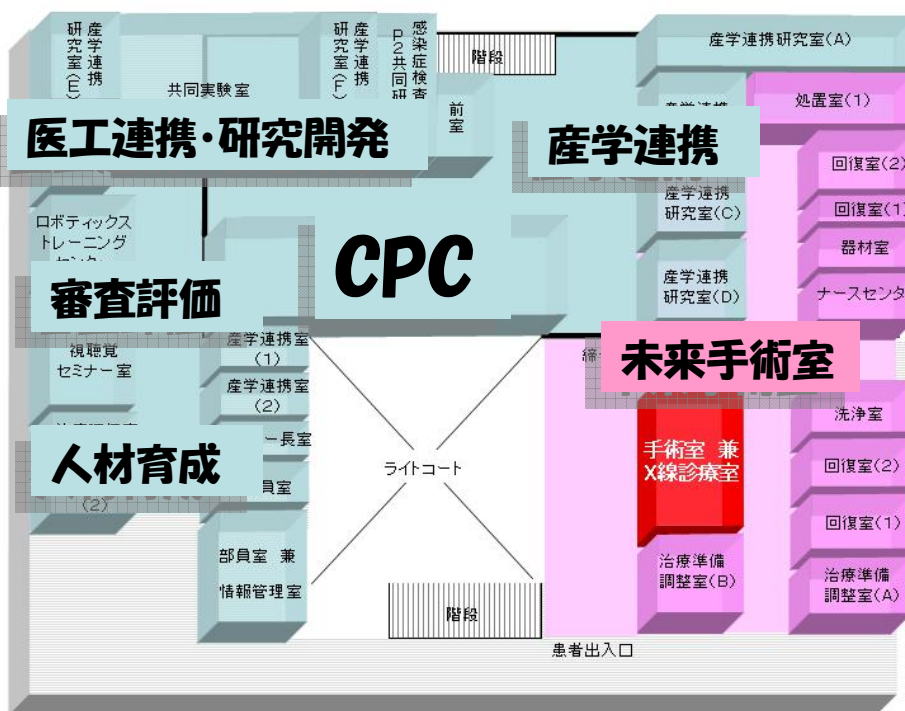 産学連携
研究室(E)
共同実験室
産学連携
研究室(F)
感染症検査
P2共同研
階段
産学連携研究室(A)
前室
産学連携
処置室(1)
医工連携・研究開発
産学連携
回復室(2)
産学連携
研究室(C)
回復室(1)
ロボティックス
トレーニング
器材室
CPC
産学連携
研究室(D)
ナースセンタ
審査評価
産学連携室
(1)
視聴覚
セミナー室
未来手術室
産学連携室
(2)
洗浄室
長室
手術室 兼
X線診療室
人材育成
ライトコート
回復室(2)
員室
(2)
回復室(1)
部員室 兼
情報管理室
治療準備
調整室(B)
治療準備
調整室(A)
階段
患者出入口